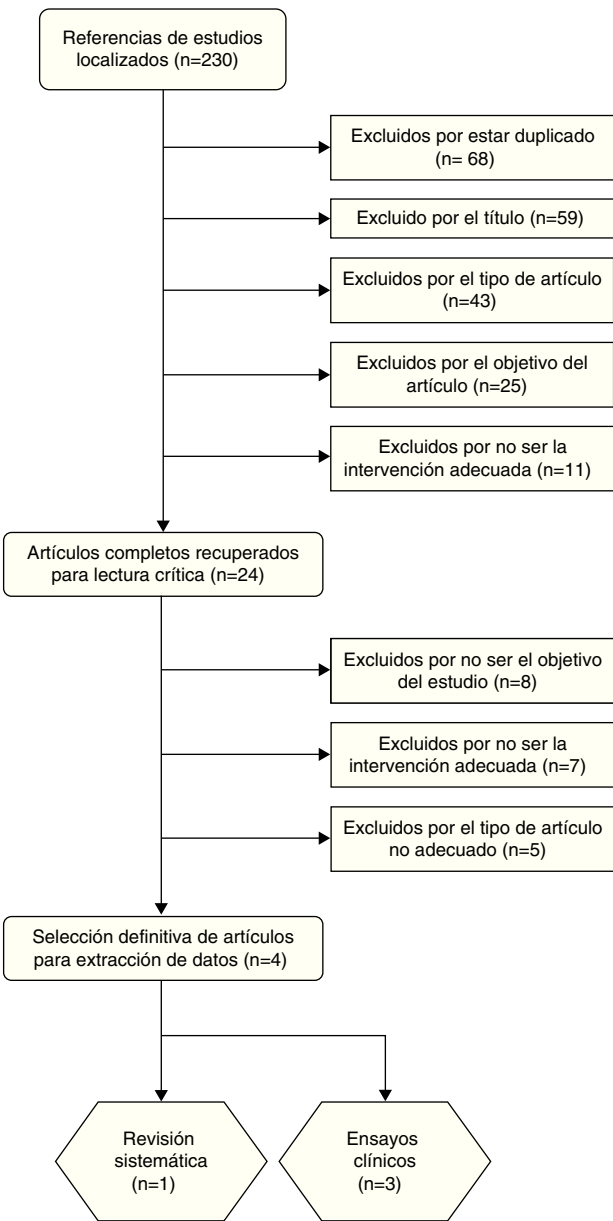 Referencias de estudios
localizados (n=230)
Excluidos por estar duplicado
(n= 68)
Excluido por el título (n=59)
Excluidos por el tipo de artículo
(n=43)
Excluidos por el objetivo del
artículo (n=25)
Excluidos por no ser la
intervención adecuada (n=11)
Artículos completos recuperados
para lectura crítica (n=24)
Excluidos por no ser el objetivo
del estudio (n=8)
Excluidos por no ser la
intervención adecuada (n=7)
Excluidos por el tipo de artículo
no adecuado (n=5)
Selección definitiva de artículos
para extracción de datos (n=4)
Revisión
sistemática
(n=1)
Ensayos
clínicos
(n=3)